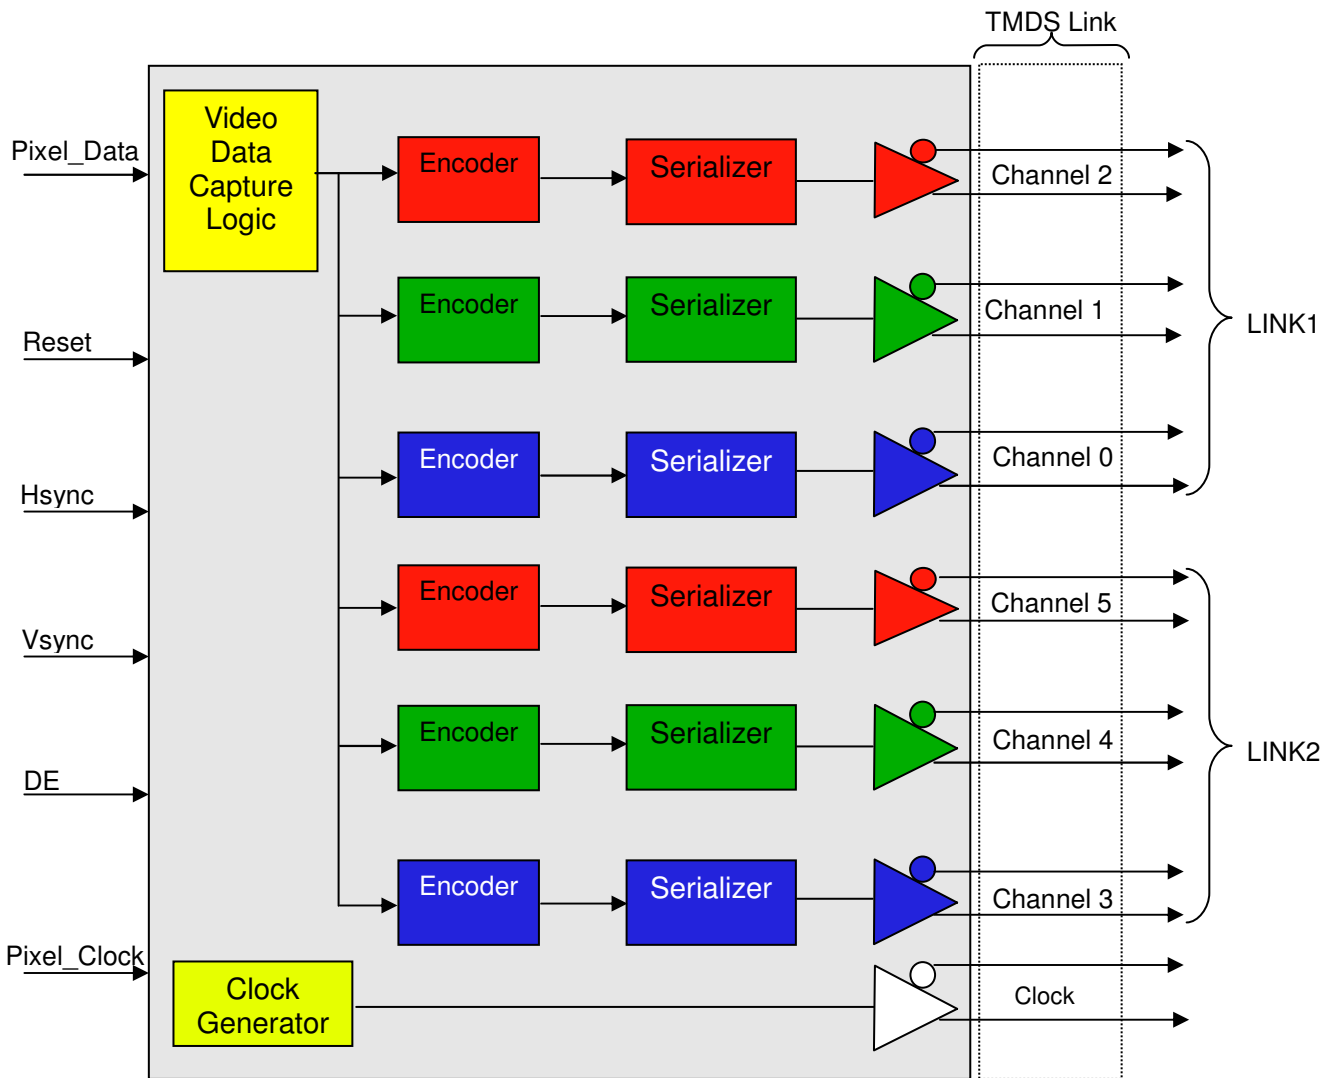 TMDS Link
Video
Data
Capture
Logic
Pixel_Data
Encoder
Serializer
Channel 2
Encoder
Serializer
Channel 1
LINK1
Reset
Encoder
Serializer
Channel 0
Hsync
Encoder
Serializer
Channel 5
Vsync
Encoder
Serializer
Channel 4
LINK2
DE
Encoder
Serializer
Channel 3
Pixel_Clock
Clock
Generator
Clock